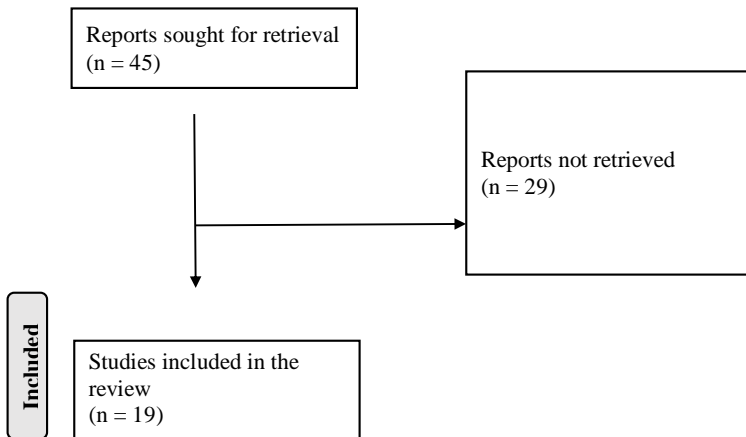 Reports sought for retrieval
(n = 45)
Reports not retrieved
(n = 29)
Included
Studies included in the
review
(n = 19)